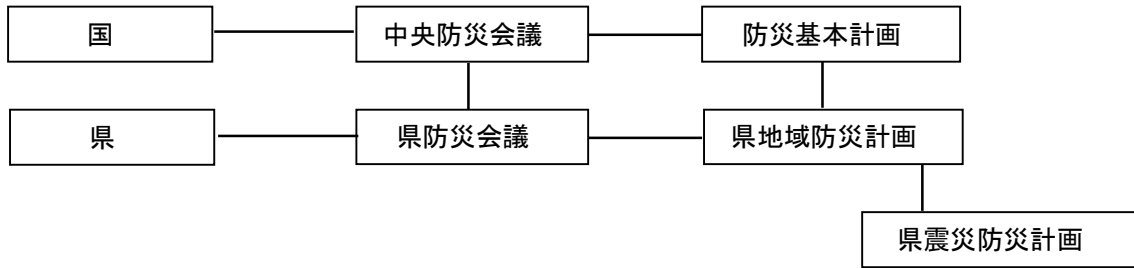 国
中央防災会議
防災基本計画
県
県防災会議
県地域防災計画
県震災防災計画